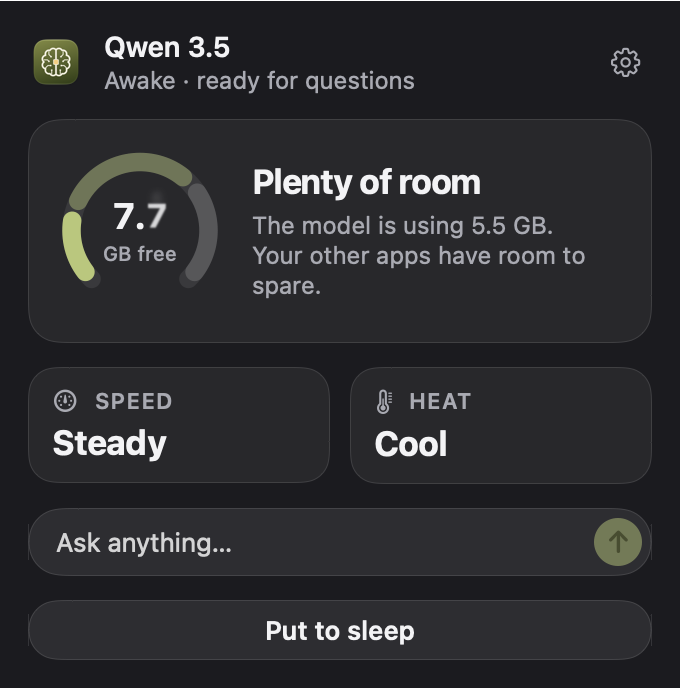 Qwen 3.5
Awake · ready for questions
7.7
GB free
Plenty of room
The model is using 5.5 GB.
Your other apps have room to
spare.
SPEED
Steady
HEAT
Cool
Ask anything...
Put to sleep